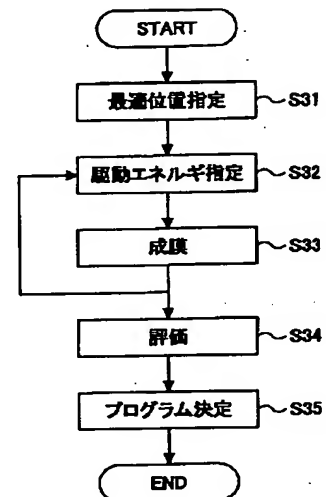 START
最適位置指定 S31
駆動エネルギ指定 S32
成膜 S33
評価 S34
プログラム決定 S35
END